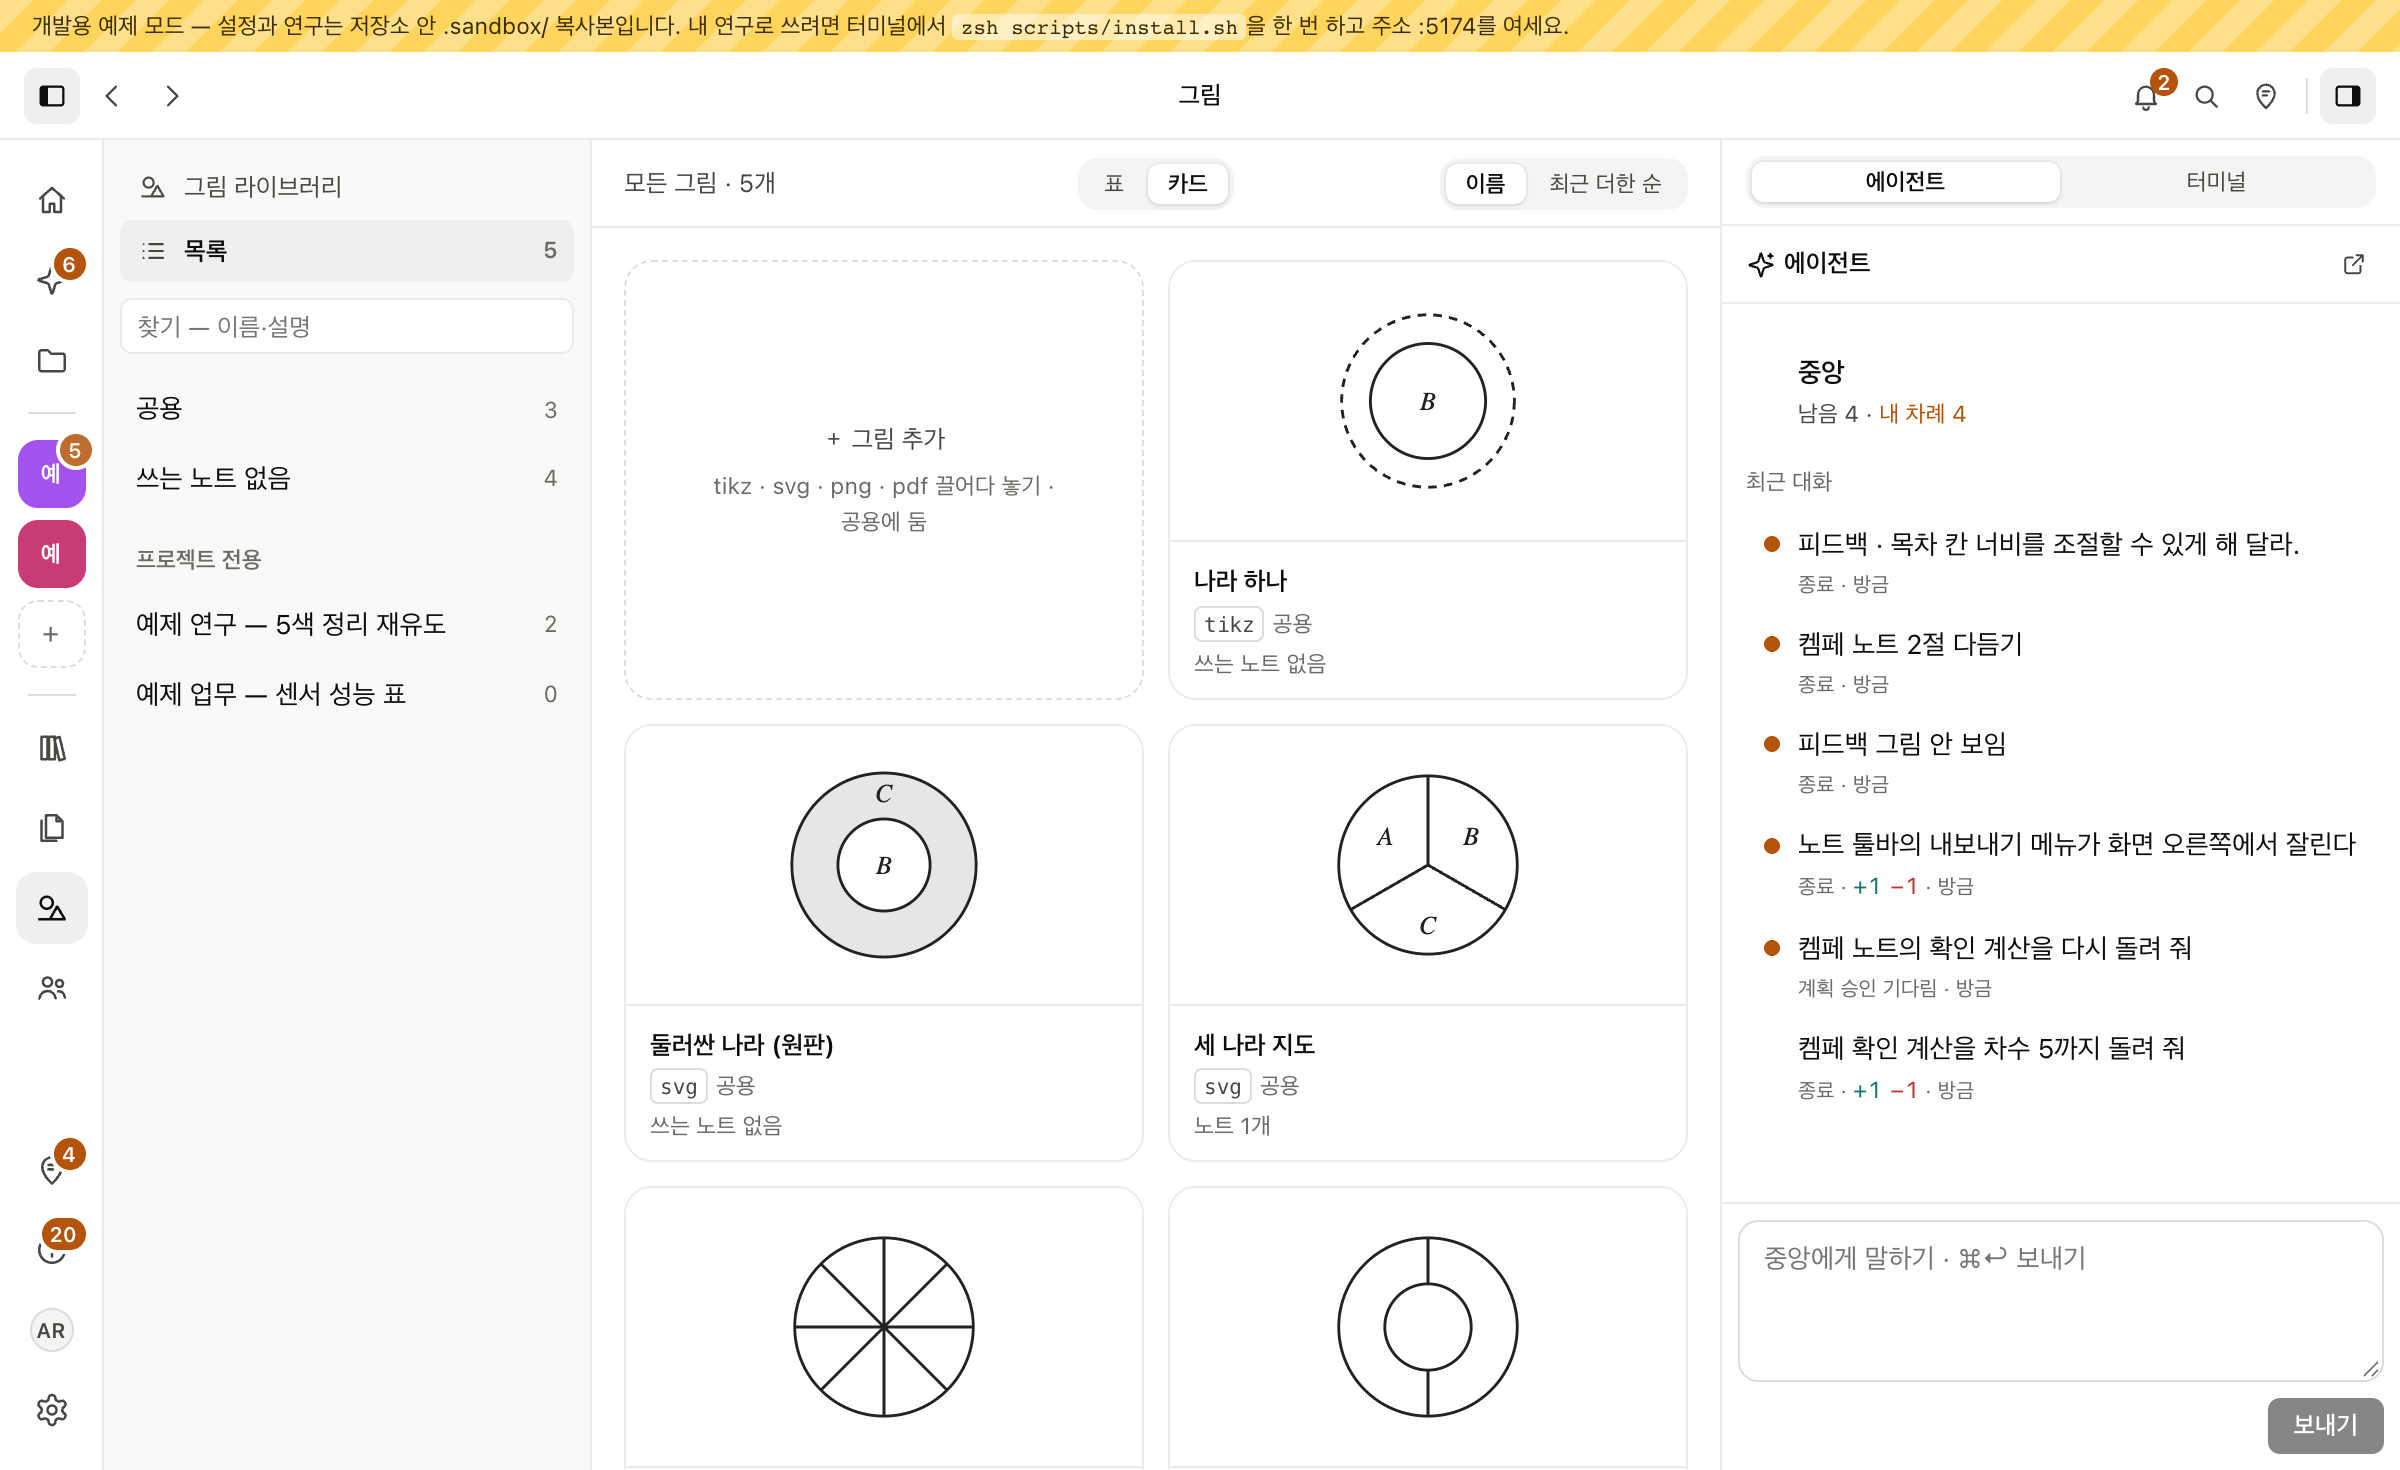 개발용 예제 모드 — 설정과 연구는 저장소 안 .sandbox/ 복사본입니다. 내 연구로 쓰려면 터미널에서 zsh scripts/install.sh을 한 번 하고 주소 :5174를 여세요.
그림
2
6
5
예
예
+
4
20
AR
그림 라이브러리
목록 5
찾기 — 이름·설명
공용 3
쓰는 노트 없음 4
프로젝트 전용
예제 연구 — 5색 정리 재유도 2
예제 업무 — 센서 성능 표 0
모든 그림 · 5개
표 카드
이름 최근 더한 순
+ 그림 추가
tikz · svg · png · pdf 끌어다 놓기 ·
공용에 둠
B
나라 하나
tikz 공용
쓰는 노트 없음
C
B
둘러싼 나라 (원판)
svg 공용
쓰는 노트 없음
A B
C
세 나라 지도
svg 공용
노트 1개
에이전트 터미널
에이전트
중앙
남음 4 · 내 차례 4
최근 대화
피드백 · 목차 칸 너비를 조절할 수 있게 해 달라.
종료 · 방금
켐페 노트 2절 다듬기
종료 · 방금
피드백 그림 안 보임
종료 · 방금
노트 툴바의 내보내기 메뉴가 화면 오른쪽에서 잘린다
종료 · +1 −1 · 방금
켐페 노트의 확인 계산을 다시 돌려 줘
계획 승인 기다림 · 방금
켐페 확인 계산을 차수 5까지 돌려 줘
종료 · +1 −1 · 방금
중앙에게 말하기 · ⌘↩ 보내기
보내기